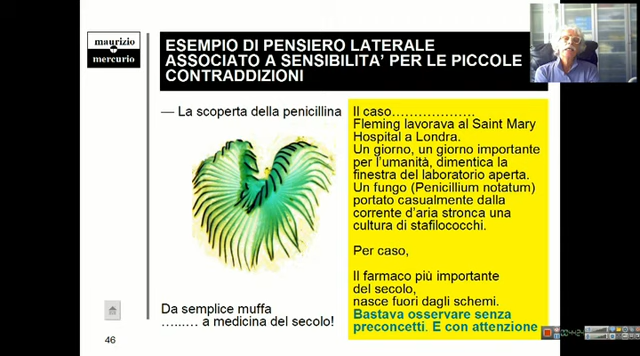 maurizio
mercurio
ESEMPIO DI PENSIERO LATERALE
ASSOCIATO A SENSIBILITA' PER LE PICCOLE
CONTRADDIZIONI
— La scoperta della penicillina
Da semplice muffa
…..… a medicina del secolo!
46
Il caso……………….
Fleming lavorava al Saint Mary
Hospital a Londra.
Un giorno, un giorno importante
per l'umanità, dimentica la
finestra del laboratorio aperta.
Un fungo (Penicillium notatum)
portato casualmente dalla
corrente d'aria stronca una
cultura di stafilococchi.
Per caso,
Il farmaco più importante
del secolo,
nasce fuori dagli schemi.
Bastava osservare senza
preconcetti. E con attenzione